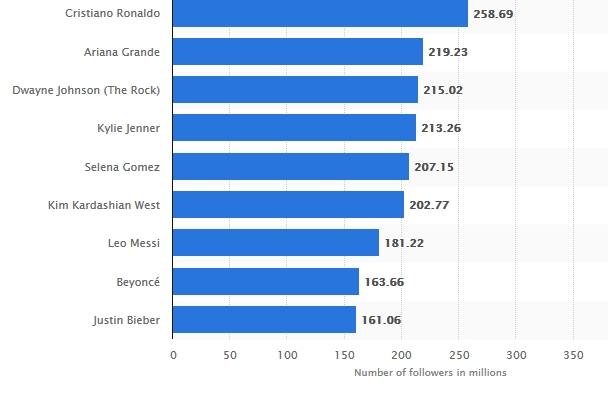 Cristiano Ronaldo 258.69
Ariana Grande 219.23
Dwayne Johnson (The Rock) 215.02
Kylie Jenner 213.26
Selena Gomez 207.15
Kim Kardashian West 202.77
Leo Messi 181.22
Beyoncé 163.66
Justin Bieber 161.06
0 50 100 150 200 250 300 350
Number of followers in millions